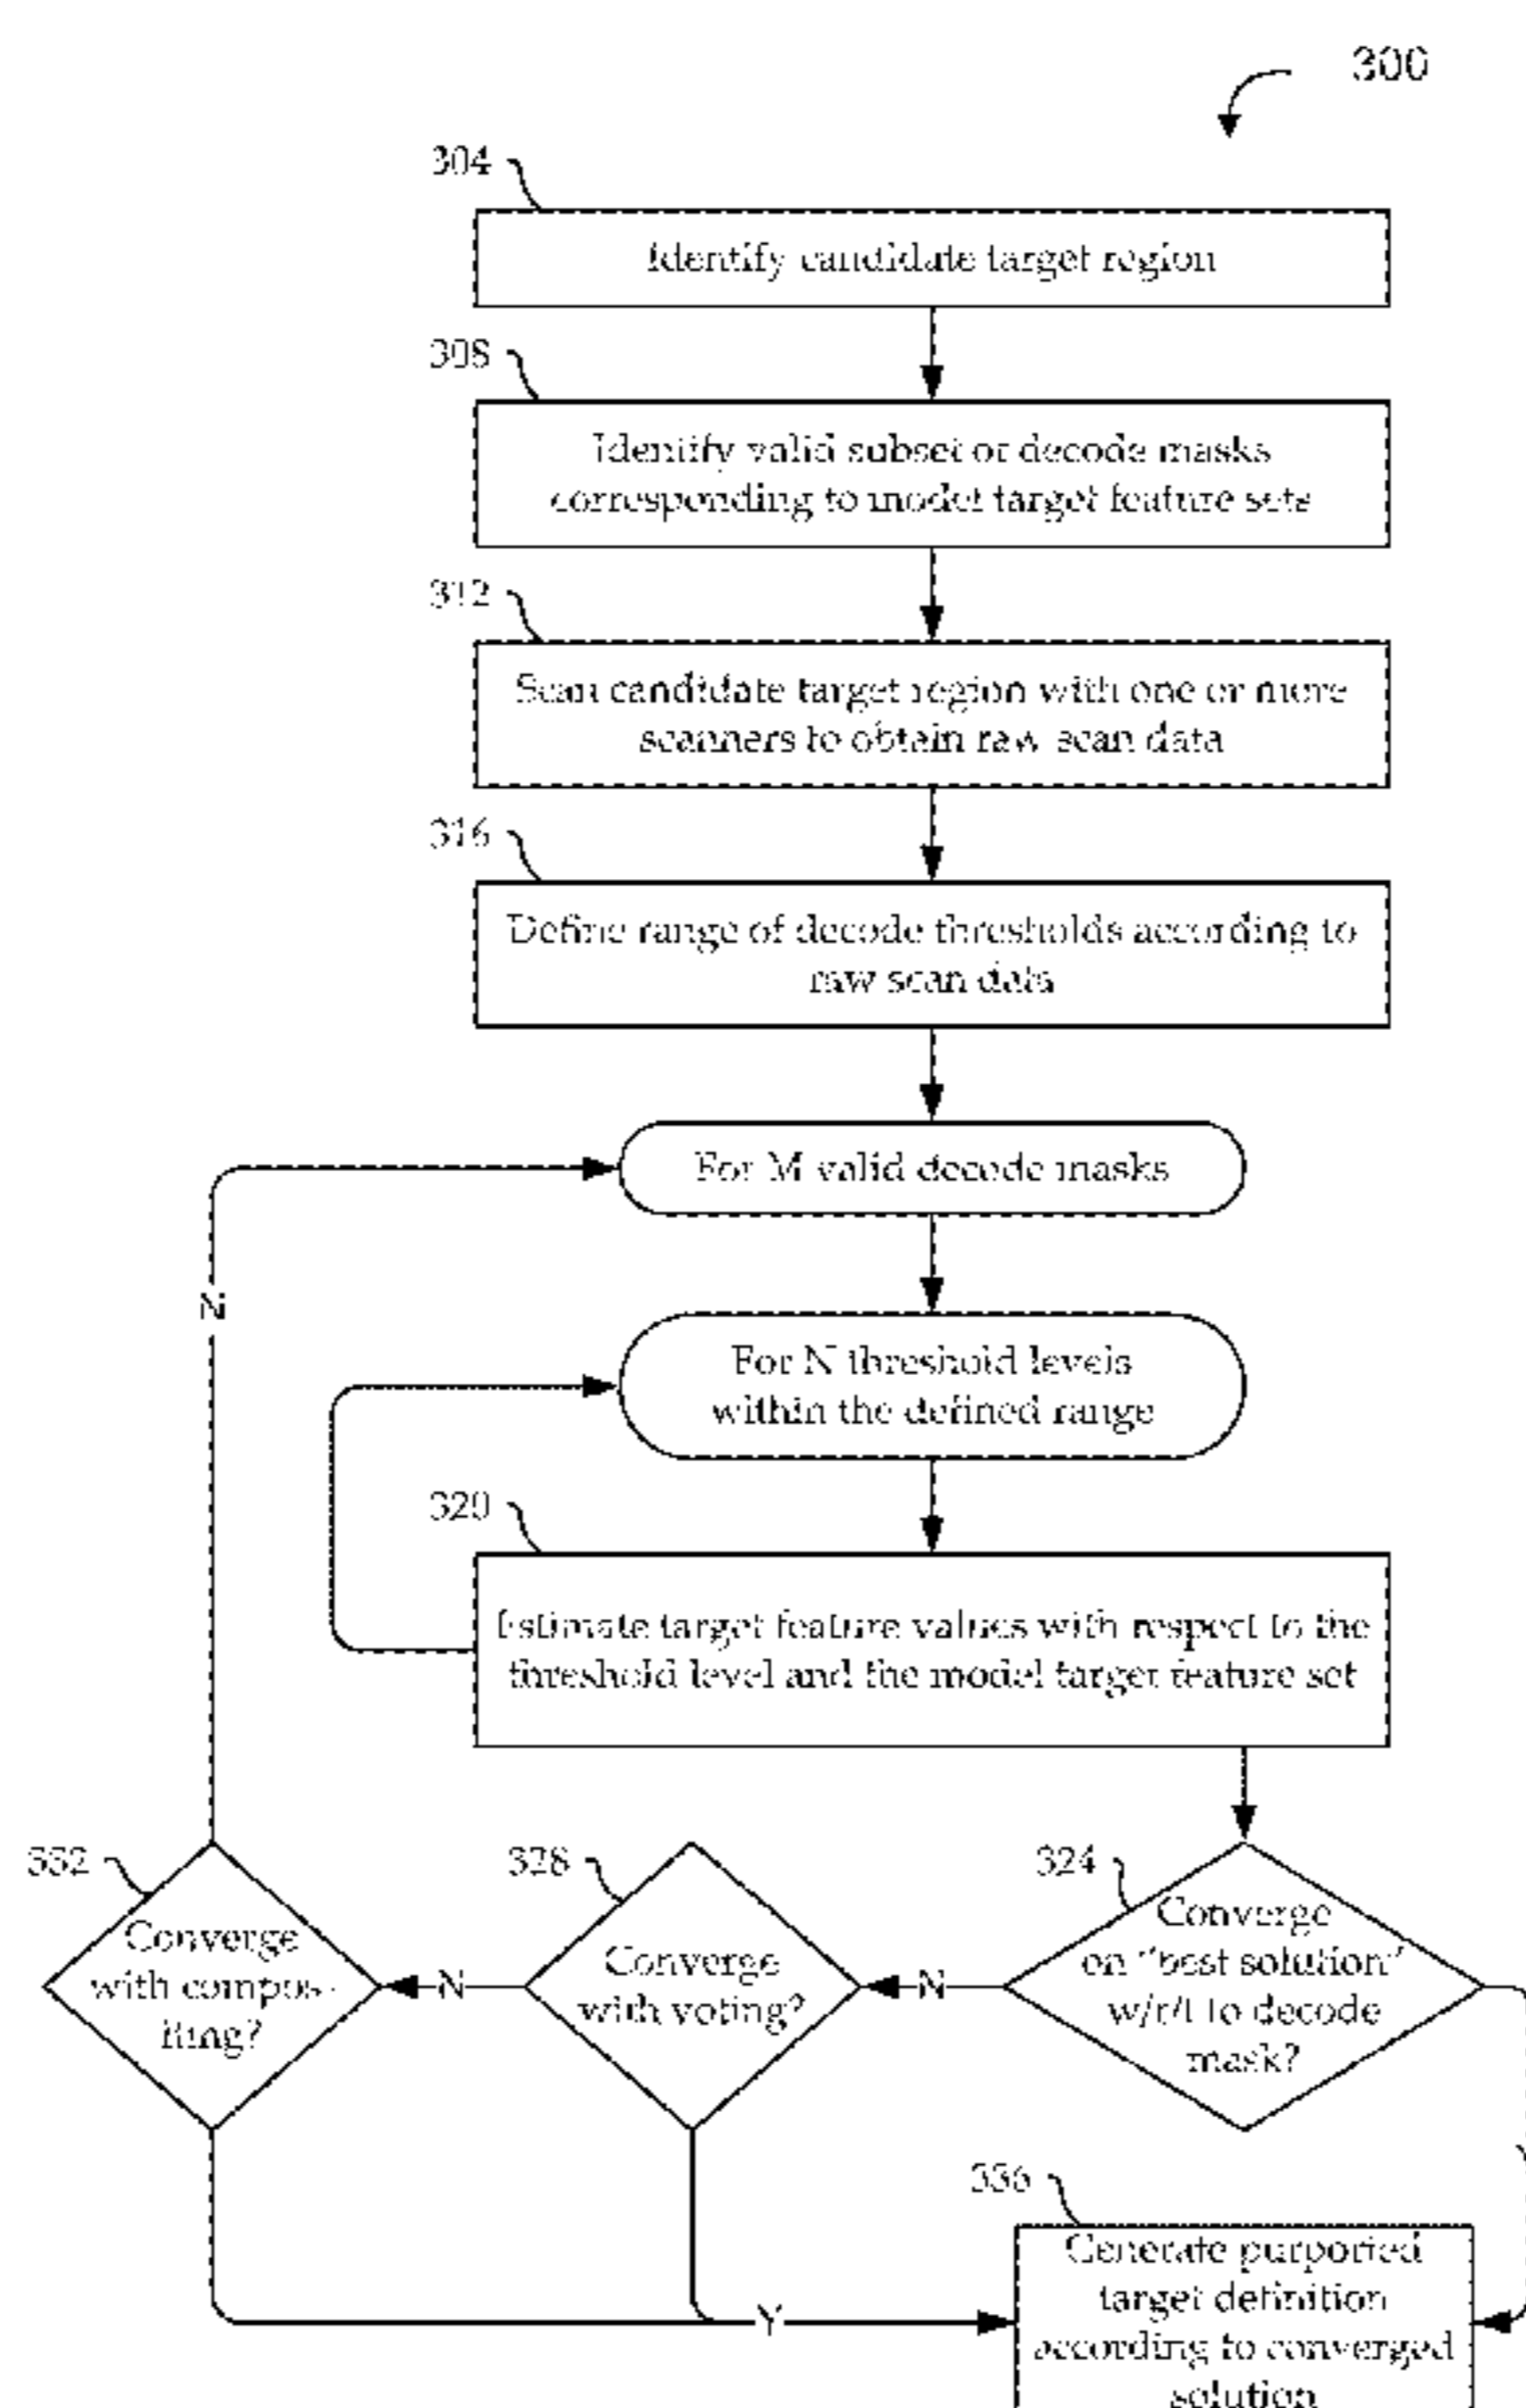 300
304
Identify candidate target region
308
Identify valid subset of decode masks
corresponding to model target feature sets
312
Scan candidate target region with one or more
scanners to obtain raw scan data
316
Define range of decode thresholds according to
raw scan data
For M valid decode masks
N
For N threshold levels
within the defined range
320
Estimate target feature values with respect to the
threshold level and the model target feature set
332
Converge
with compos-
iting?
N
328
Converge
with voting?
N
324
Converge
on "best solution"
w/r/t to decode
mask?
336
Generate purported
target definition
according to converged
solution
Y